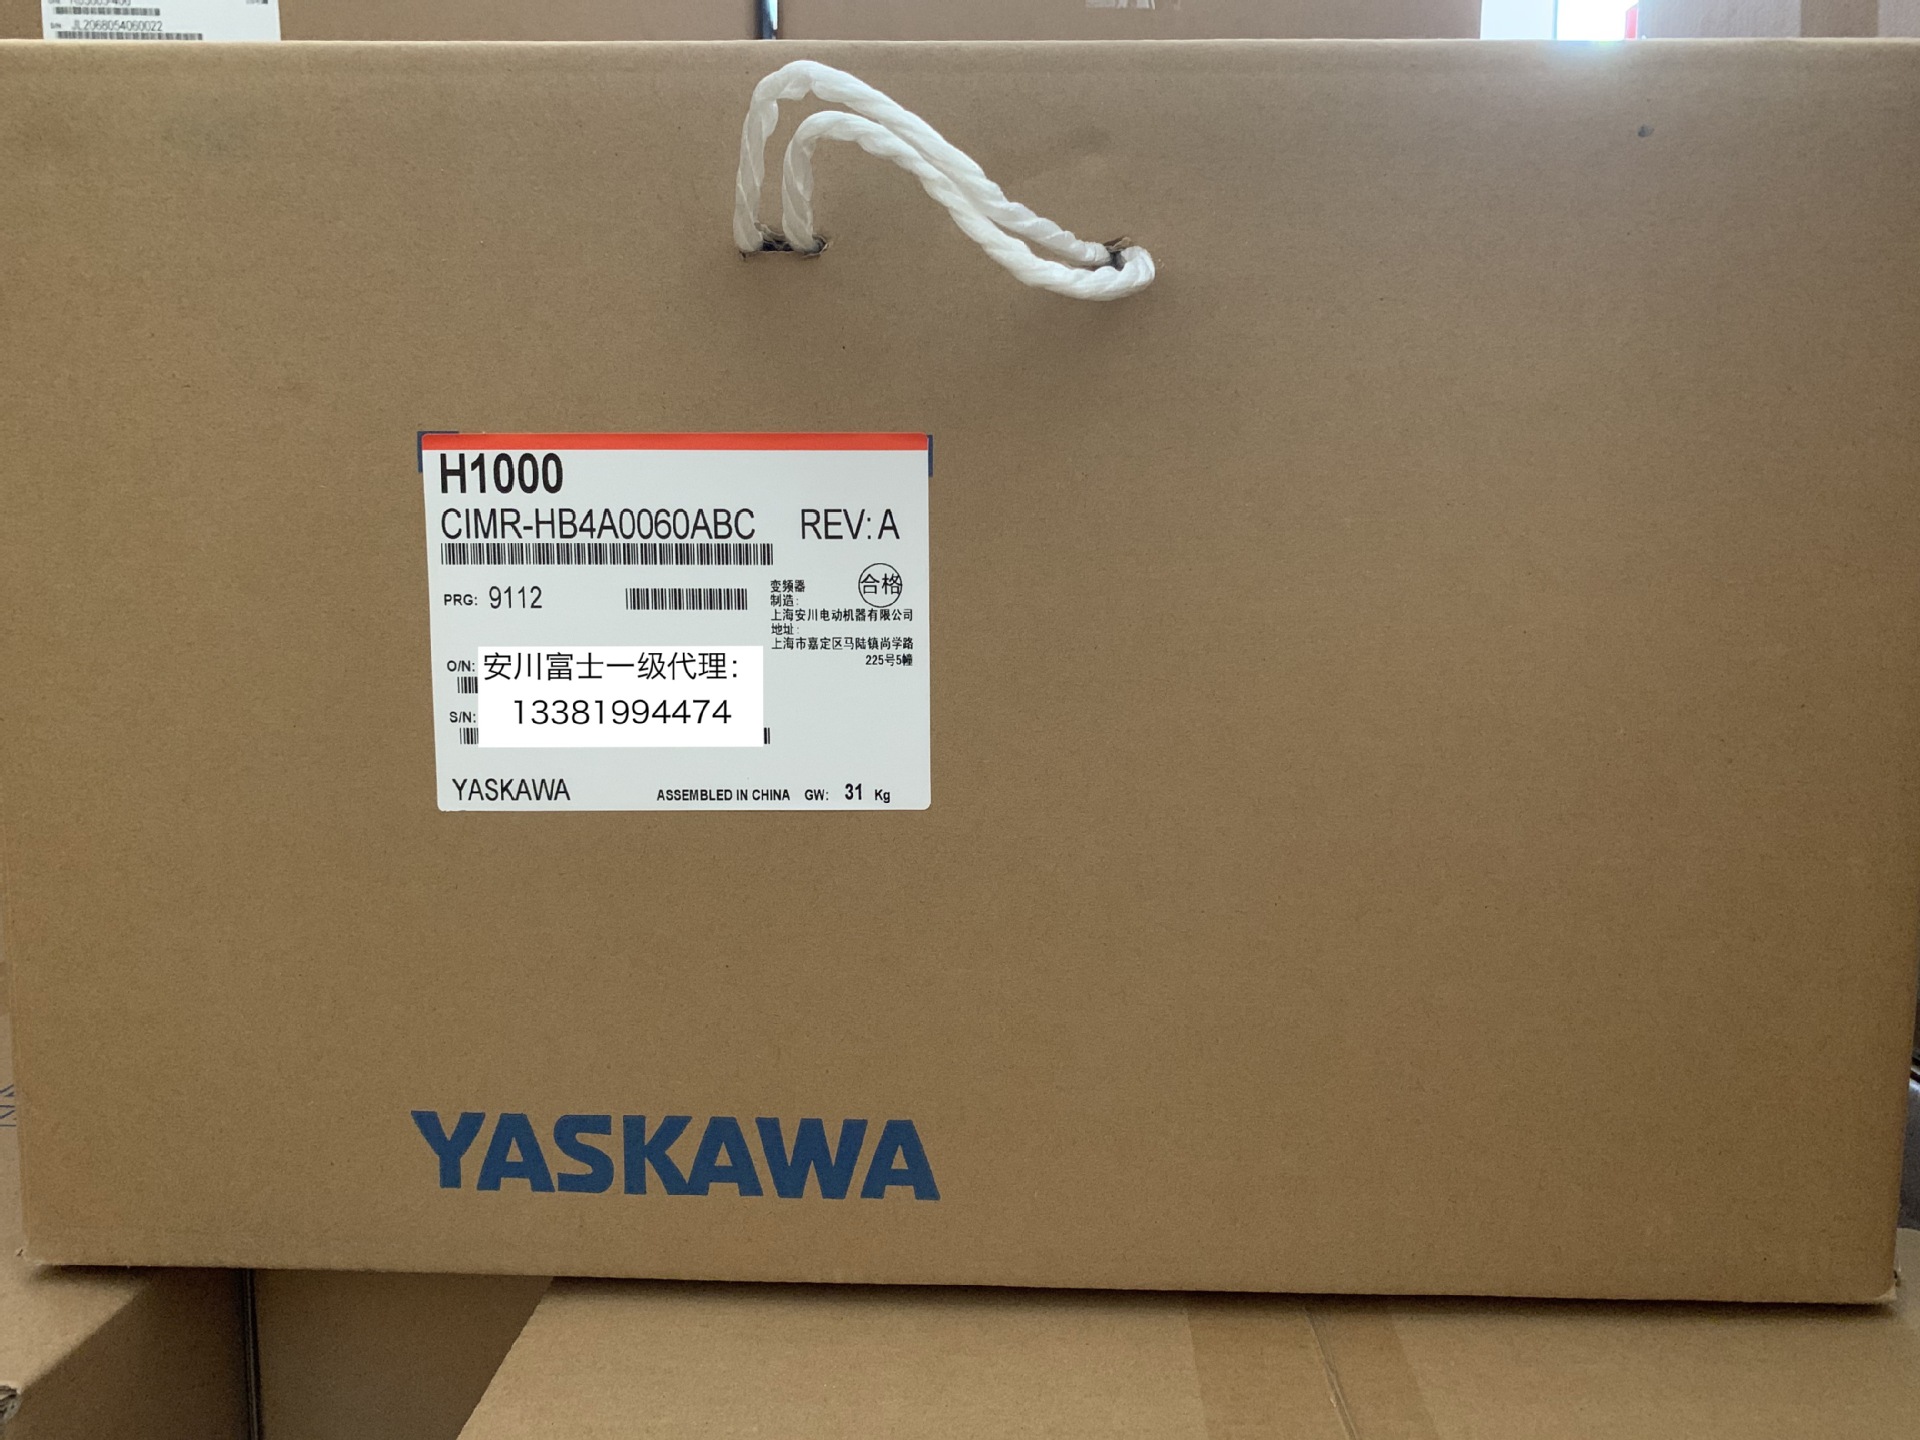 S/N: JL2068054060022
H1000
CIMR-HB4A0060ABC REV: A
PRG: 9112
合格
变频器
制造:
上海安川电动机器有限公司
地址:
上海市嘉定区马陆镇尚学路
225号5幢
O/N:
安川富士一级代理:
S/N:
13381994474
YASKAWA ASSEMBLED IN CHINA GW: 31 Kg
YASKAWA